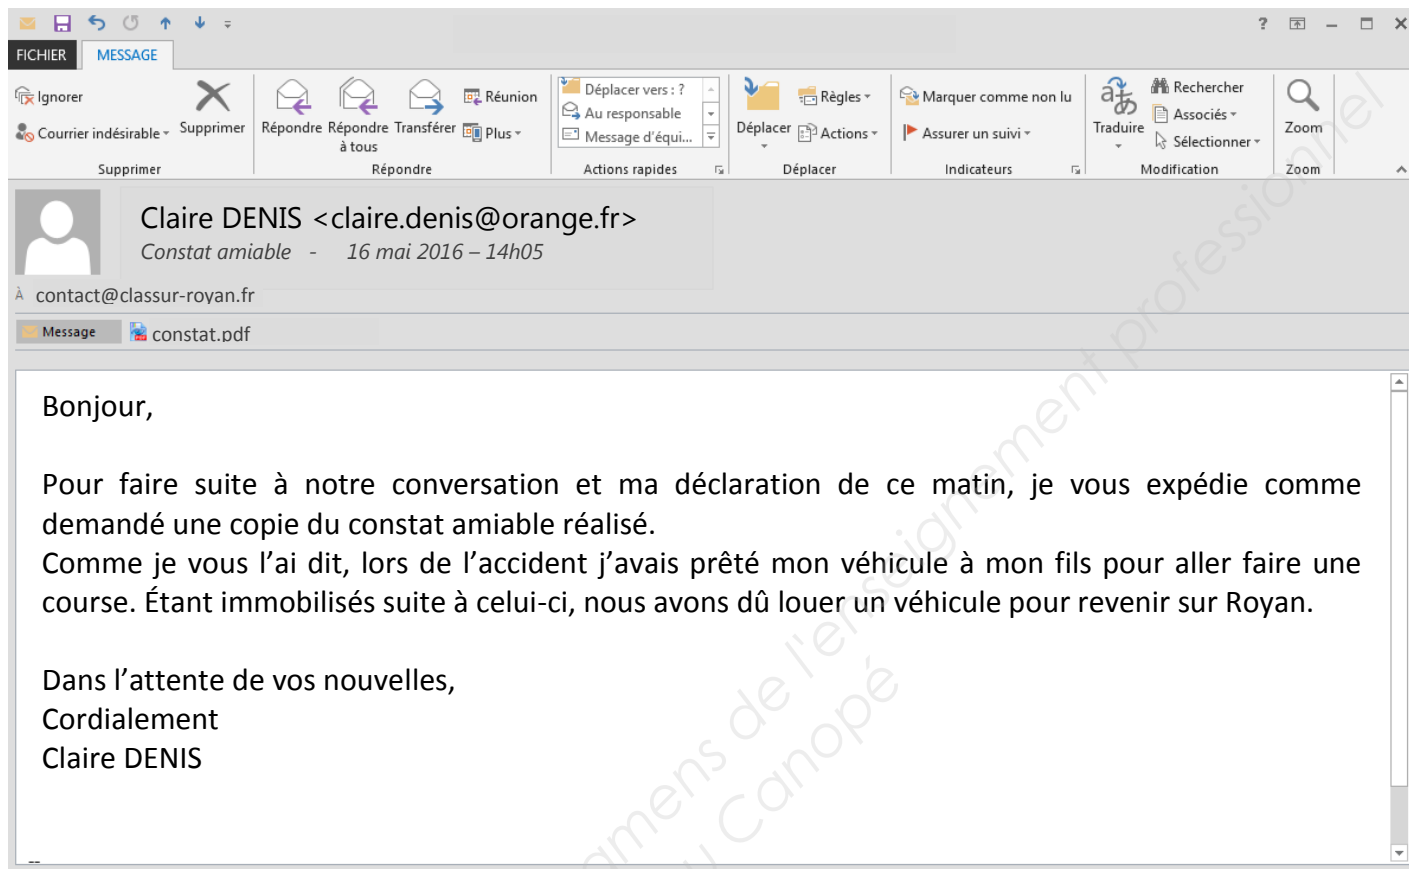 ?
FICHIER MESSAGE
Ignorer
Courrier indésirable
Supprimer
Répondre Répondre à tous Transférer
Réunion
Plus
Déplacer vers : ?
Au responsable
Message d'équi...
Déplacer
Règles
Actions
Marquer comme non lu
Assurer un suivi
Traduire
Rechercher
Associés
Sélectionner
Zoom
Supprimer Répondre Actions rapides Déplacer Indicateurs Modification Zoom
Claire DENIS <claire.denis@orange.fr>
Constat amiable - 16 mai 2016 – 14h05
À contact@classur-royan.fr
Message constat.pdf
Bonjour,
Pour faire suite à notre conversation et ma déclaration de ce matin, je vous expédie comme
demandé une copie du constat amiable réalisé.
Comme je vous l'ai dit, lors de l'accident j'avais prêté mon véhicule à mon fils pour aller faire une
course. Étant immobilisés suite à celui-ci, nous avons dû louer un véhicule pour revenir sur Royan.
Dans l'attente de vos nouvelles,
Cordialement
Claire DENIS
--
amens de l'enseignement professionnel
u Canopé